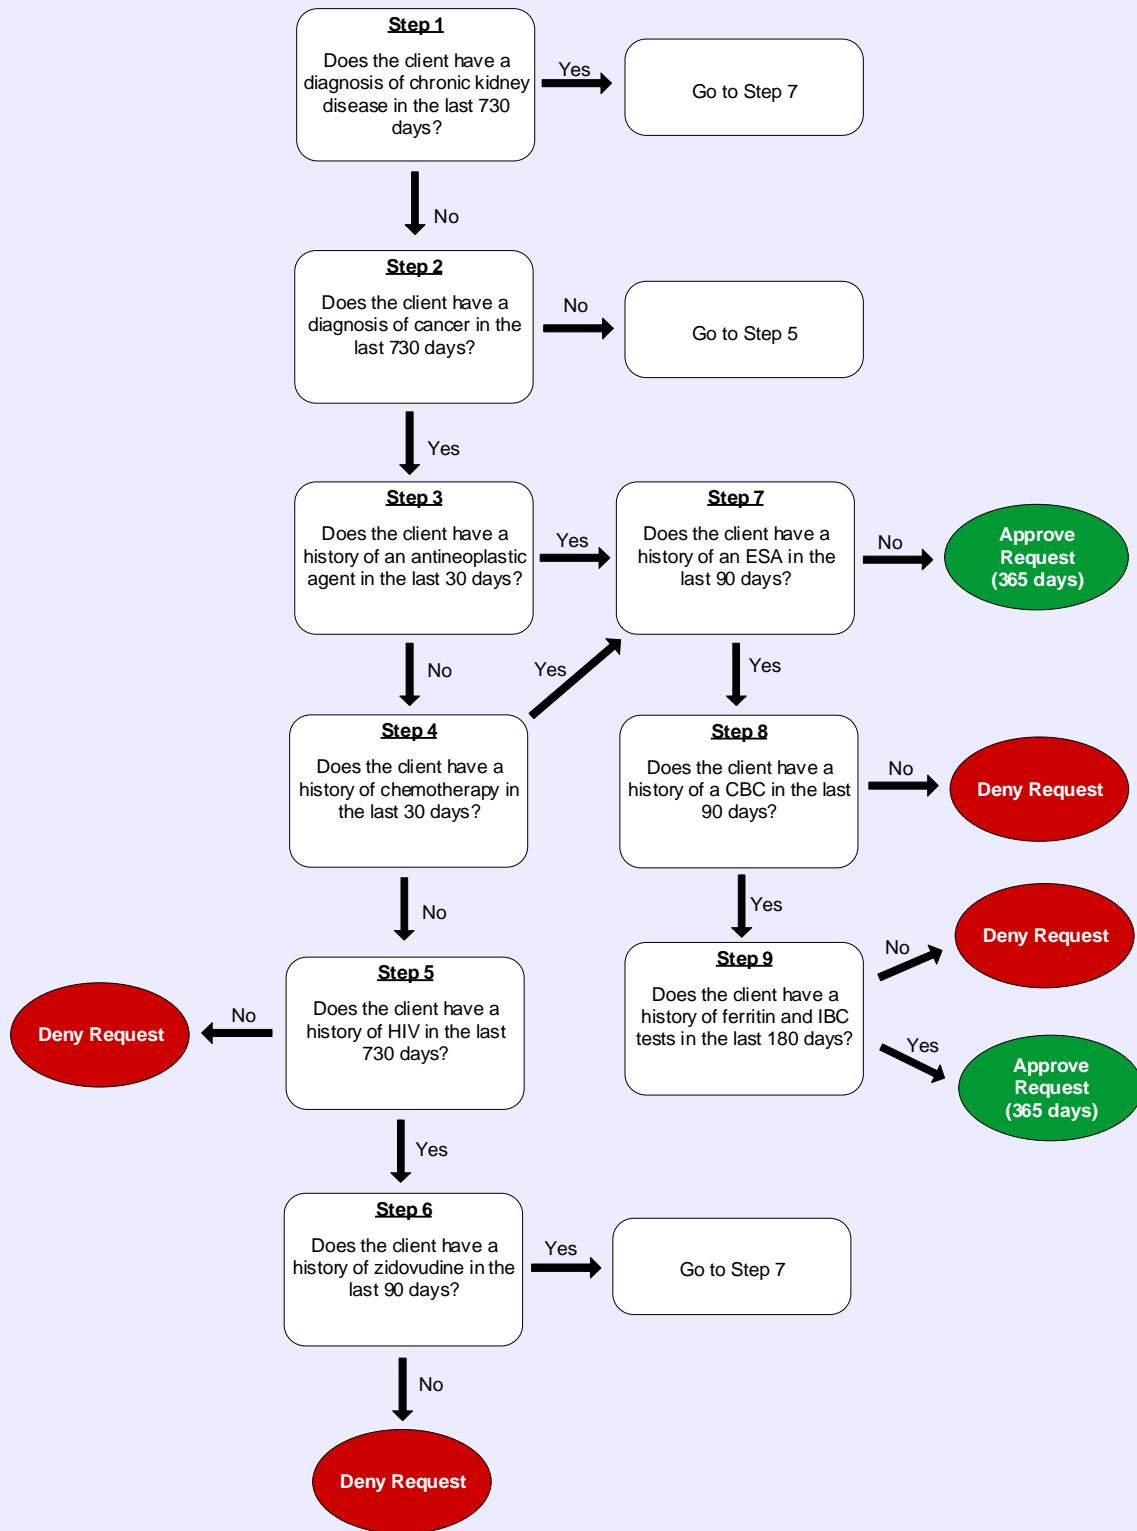 Step 1
Does the client have a
diagnosis of chronic kidney
disease in the last 730
days?
Yes
Go to Step 7
No
Step 2
Does the client have a
diagnosis of cancer in the
last 730 days?
No
Go to Step 5
Yes
Step 3
Does the client have a
history of an antineoplastic
agent in the last 30 days?
Yes
Step 7
Does the client have a
history of an ESA in the
last 90 days?
No
Approve
Request
(365 days)
No
Yes
Yes
Step 4
Does the client have a
history of chemotherapy in
the last 30 days?
Step 8
Does the client have a
history of a CBC in the last
90 days?
No
Deny Request
No
Yes
Step 9
Does the client have a
history of ferritin and IBC
tests in the last 180 days?
No
Deny Request
Yes
Approve
Request
(365 days)
Step 5
Does the client have a
history of HIV in the last
730 days?
No
Deny Request
Yes
Step 6
Does the client have a
history of zidovudine in the
last 90 days?
Yes
Go to Step 7
No
Deny Request